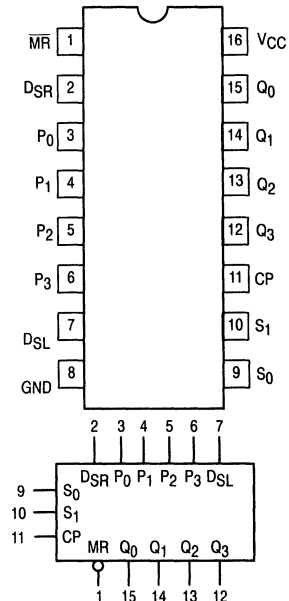 MR 1 16 VCC
DSR 2 15 Q0
P0 3 14 Q1
P1 4 13 Q2
P2 5 12 Q3
P3 6 11 CP
DSL 7 10 S1
GND 8 9 S0
2 3 4 5 6 7
DSR P0 P1 P2 P3 DSL
9 S0
10 S1
11 CP
MR Q0 Q1 Q2 Q3
1 15 14 13 12